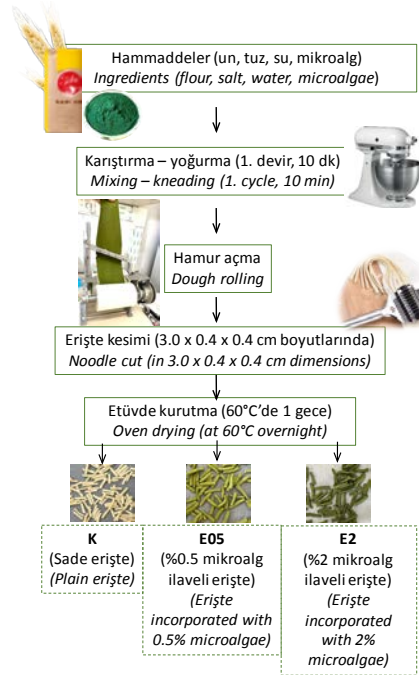 Hammaddeler (un, tuz, su, mikroalg)
Ingredients (flour, salt, water, microalgae)
Karıştırma – yoğurma (1. devir, 10 dk)
Mixing – kneading (1. cycle, 10 min)
Hamur açma
Dough rolling
Erişte kesimi (3.0 x 0.4 x 0.4 cm boyutlarında)
Noodle cut (in 3.0 x 0.4 x 0.4 cm dimensions)
Etüvde kurutma (60°C’de 1 gece)
Oven drying (at 60°C overnight)
K
(Sade erişte)
(Plain erişte)
E05
(%0.5 mikroalg
ilaveli erişte)
(Erişte
incorporated with
0.5% microalgae)
E2
(%2 mikroalg
ilaveli erişte)
(Erişte
incorporated
with 2%
microalgae)